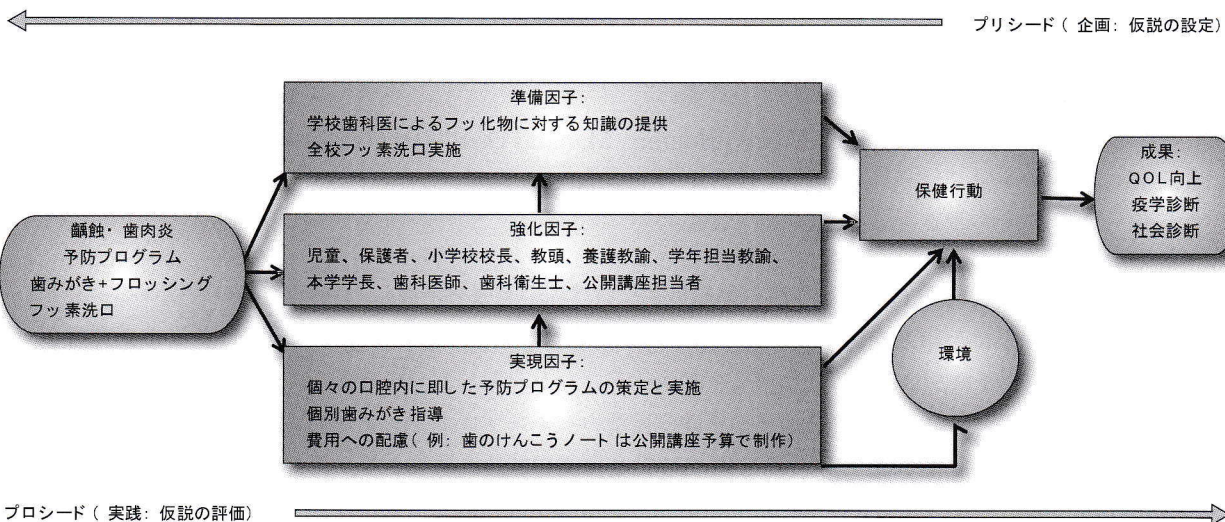 プリシード（ 企画： 仮説の設定）
準備因子：
学校歯科医によるフッ化物に対する知識の提供
全校フッ素洗口実施
強化因子：
児童、保護者、小学校校長、教頭、養護教諭、学年担当教諭、
本学学長、歯科医師、歯科衛生士、公開講座担当者
実現因子：
個々の口腔内に即した予防プログラムの策定と実施
個別歯みがき指導
費用への配慮（ 例： 歯のけんこうノートは公開講座予算で制作）
齲蝕・ 歯肉炎
予防プログラム
歯みがき+フロッシング
フッ素洗口
保健行動
環境
成果：
QOL向上
疫学診断
社会診断
プロシード（ 実践： 仮説の評価）